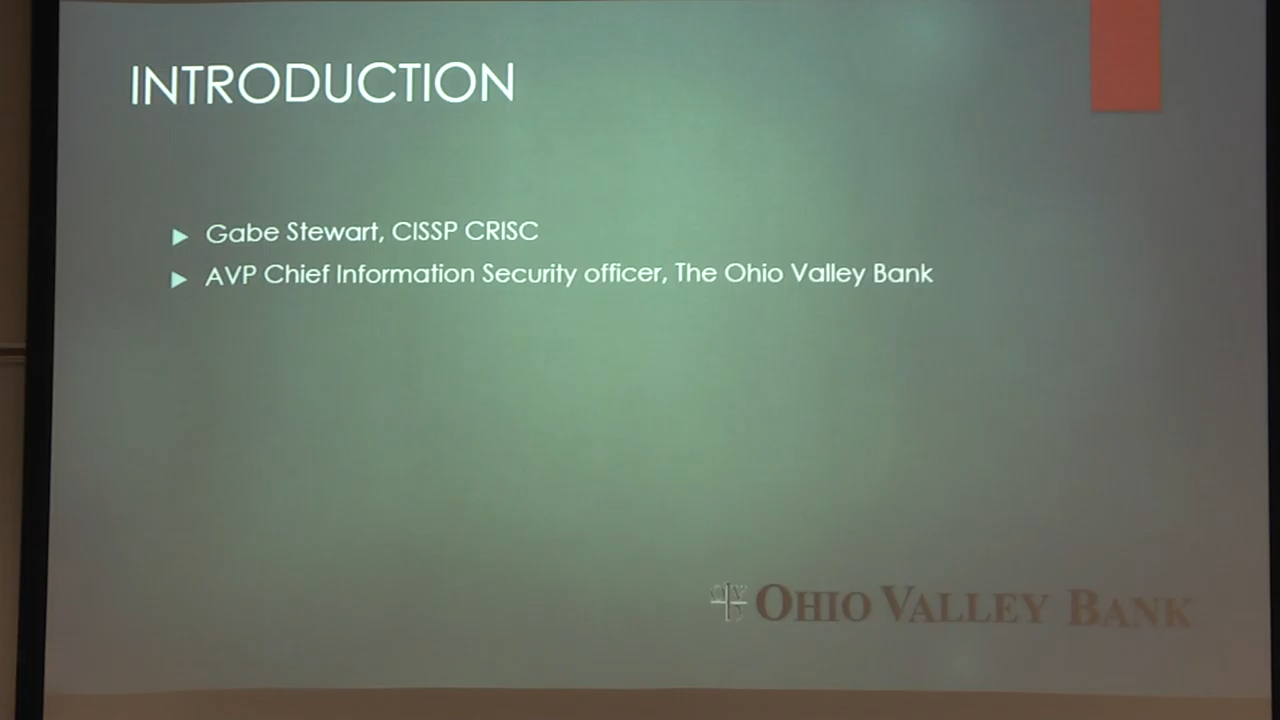 INTRODUCTION
Gabe Stewart, CISSP CRISC
AVP Chief Information Security officer, The Ohio Valley Bank
OHIO VALLEY BANK